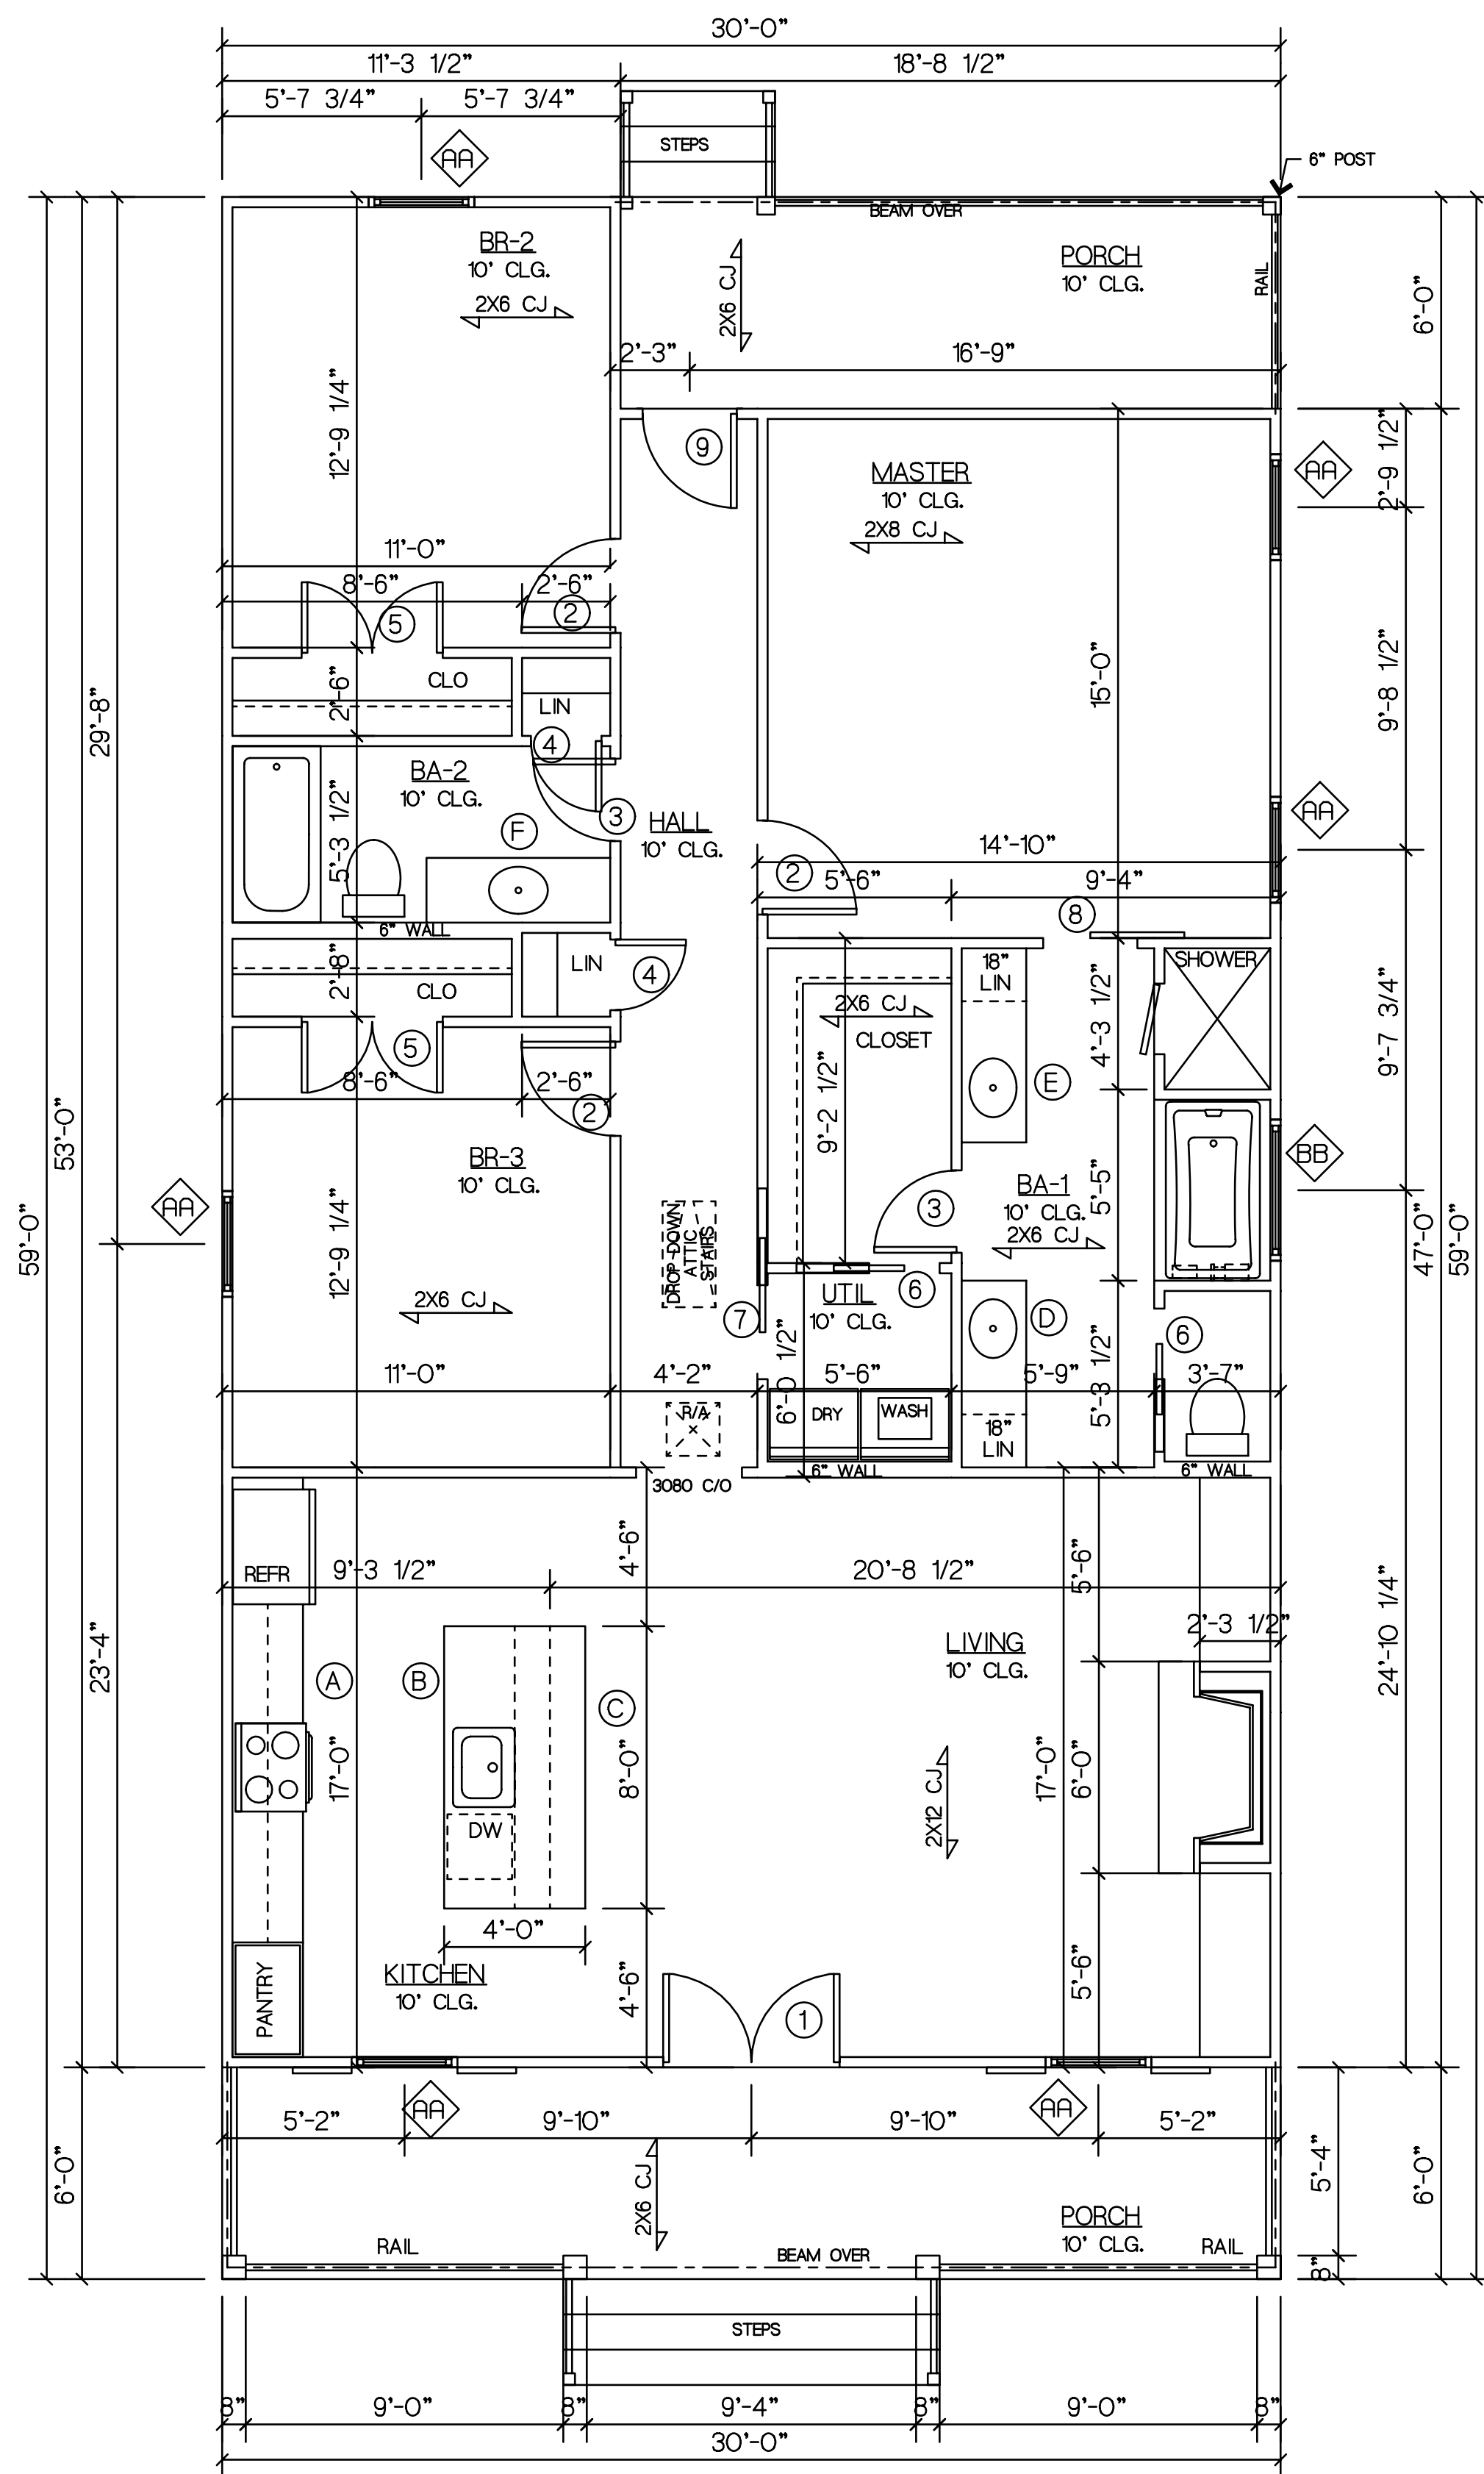 30'-0"
11'-3 1/2"
18'-8 1/2"
5'-7 3/4"
5'-7 3/4"
AA
STEPS
6" POST
BEAM OVER
BR-2
10' CLG.
2X6 CJ
2X6 CJ
PORCH
10' CLG.
RAIL
6'-0"
2'-3"
16'-9"
12'-9 1/4"
9
MASTER
10' CLG.
2X8 CJ
AA
2'-9 1/2"
11'-0"
8'-6"
2'-6"
5
2
CLO
2'-6"
LIN
4
15'-0"
9'-8 1/2"
29'-8"
BA-2
10' CLG.
5'-3 1/2"
F
3
HALL
10' CLG.
AA
14'-10"
2
5'-6"
9'-4"
8
6" WALL
2'-8"
CLO
LIN
4
18"
LIN
SHOWER
2X6 CJ
CLOSET
4'-3 1/2"
9'-7 3/4"
5
8'-6"
2'-6"
2
E
9'-2 1/2"
53'-0"
59'-0"
BR-3
10' CLG.
BB
AA
3
BA-1
10' CLG.
2X6 CJ
5'-5"
DROP-DOWN
ATTIC
STAIRS
12'-9 1/4"
2X6 CJ
7
UTIL
10' CLG.
6
D
6
47'-0"
59'-0"
6'-0 1/2"
5'-3 1/2"
11'-0"
4'-2"
5'-6"
5'-9"
3'-7"
R/A
DRY
WASH
18"
LIN
6" WALL
6" WALL
3080 C/O
REFR
9'-3 1/2"
4'-6"
20'-8 1/2"
5'-6"
2'-3 1/2"
LIVING
10' CLG.
24'-10 1/4"
23'-4"
A
B
C
17'-0"
8'-0"
17'-0"
6'-0"
2X12 CJ
DW
4'-0"
KITCHEN
10' CLG.
PANTRY
4'-6"
1
5'-6"
AA
AA
5'-2"
9'-10"
9'-10"
5'-2"
6'-0"
2X6 CJ
5'-4"
6'-0"
PORCH
10' CLG.
RAIL
BEAM OVER
RAIL
8"
STEPS
8"
9'-0"
8"
9'-4"
8"
9'-0"
8"
30'-0"